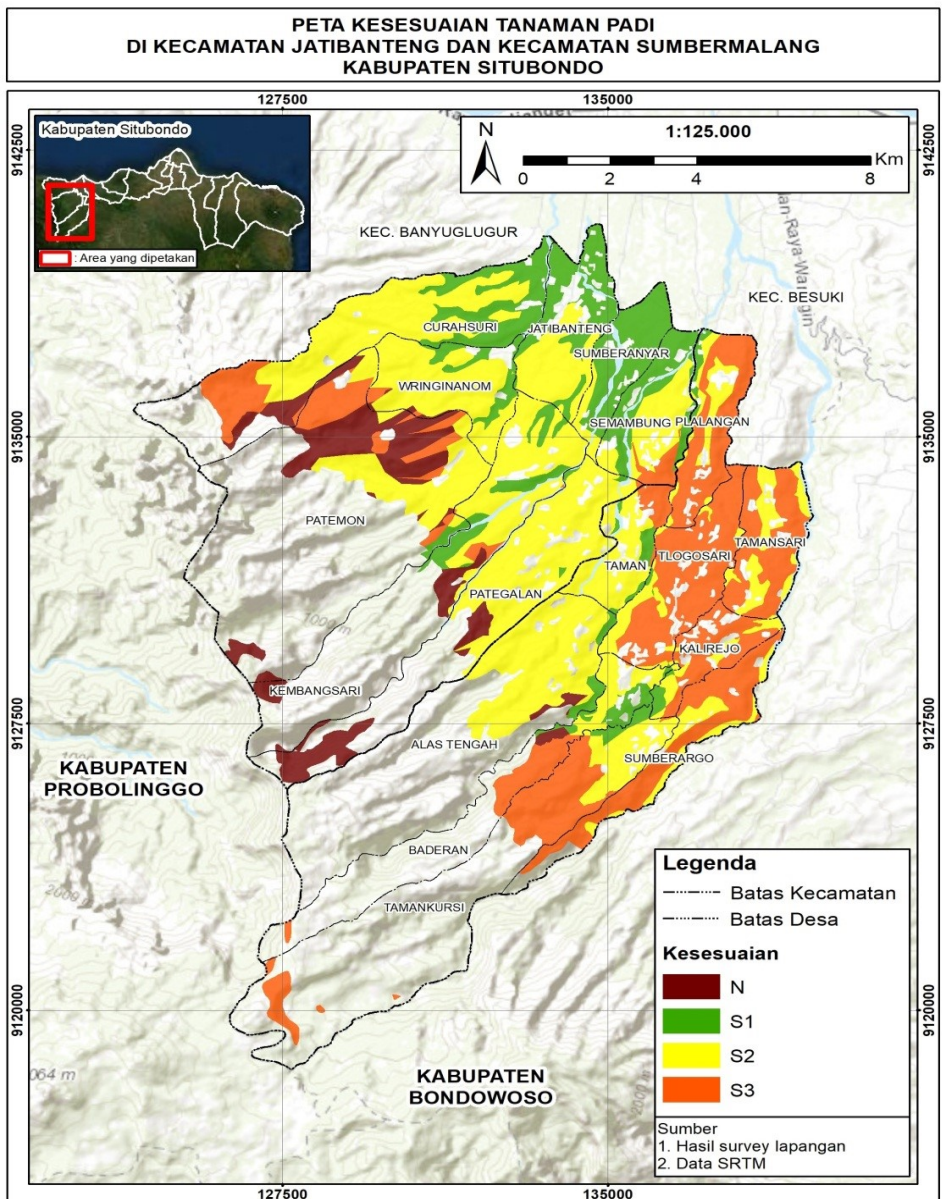 PETA KESESUAIAN TANAMAN PADI
DI KECAMATAN JATIBANTENG DAN KECAMATAN SUMBERMALANG
KABUPATEN SITUBONDO
127500
135000
Kabupaten Situbondo
: Area yang dipetakan
N
1:125.000
Km
0 2 4 8
9142500
9142500
KEC. BANYUGLUGUR
KEC. BESUKI
CURAHSURI
JATIBANTENG
SUMBERANYAR
WRINGINANOM
SEMAMBUNG
PLALANGAN
9135000
9135000
PATEMON
TAMANSARI
TLOGOSARI
TAMAN
PATEGALAN
1000 m
KALIREJO
KEMBANGSARI
9127500
9127500
ALAS TENGAH
SUMBERARGO
KABUPATEN
PROBOLINGGO
BADERAN
TAMANKURSI
2000 m
9120000
9120000
KABUPATEN
BONDOWOSO
2000 m
Legenda
Batas Kecamatan
Batas Desa
Kesesuaian
N
S1
S2
S3
Sumber
1. Hasil survey lapangan
2. Data SRTM
127500
135000